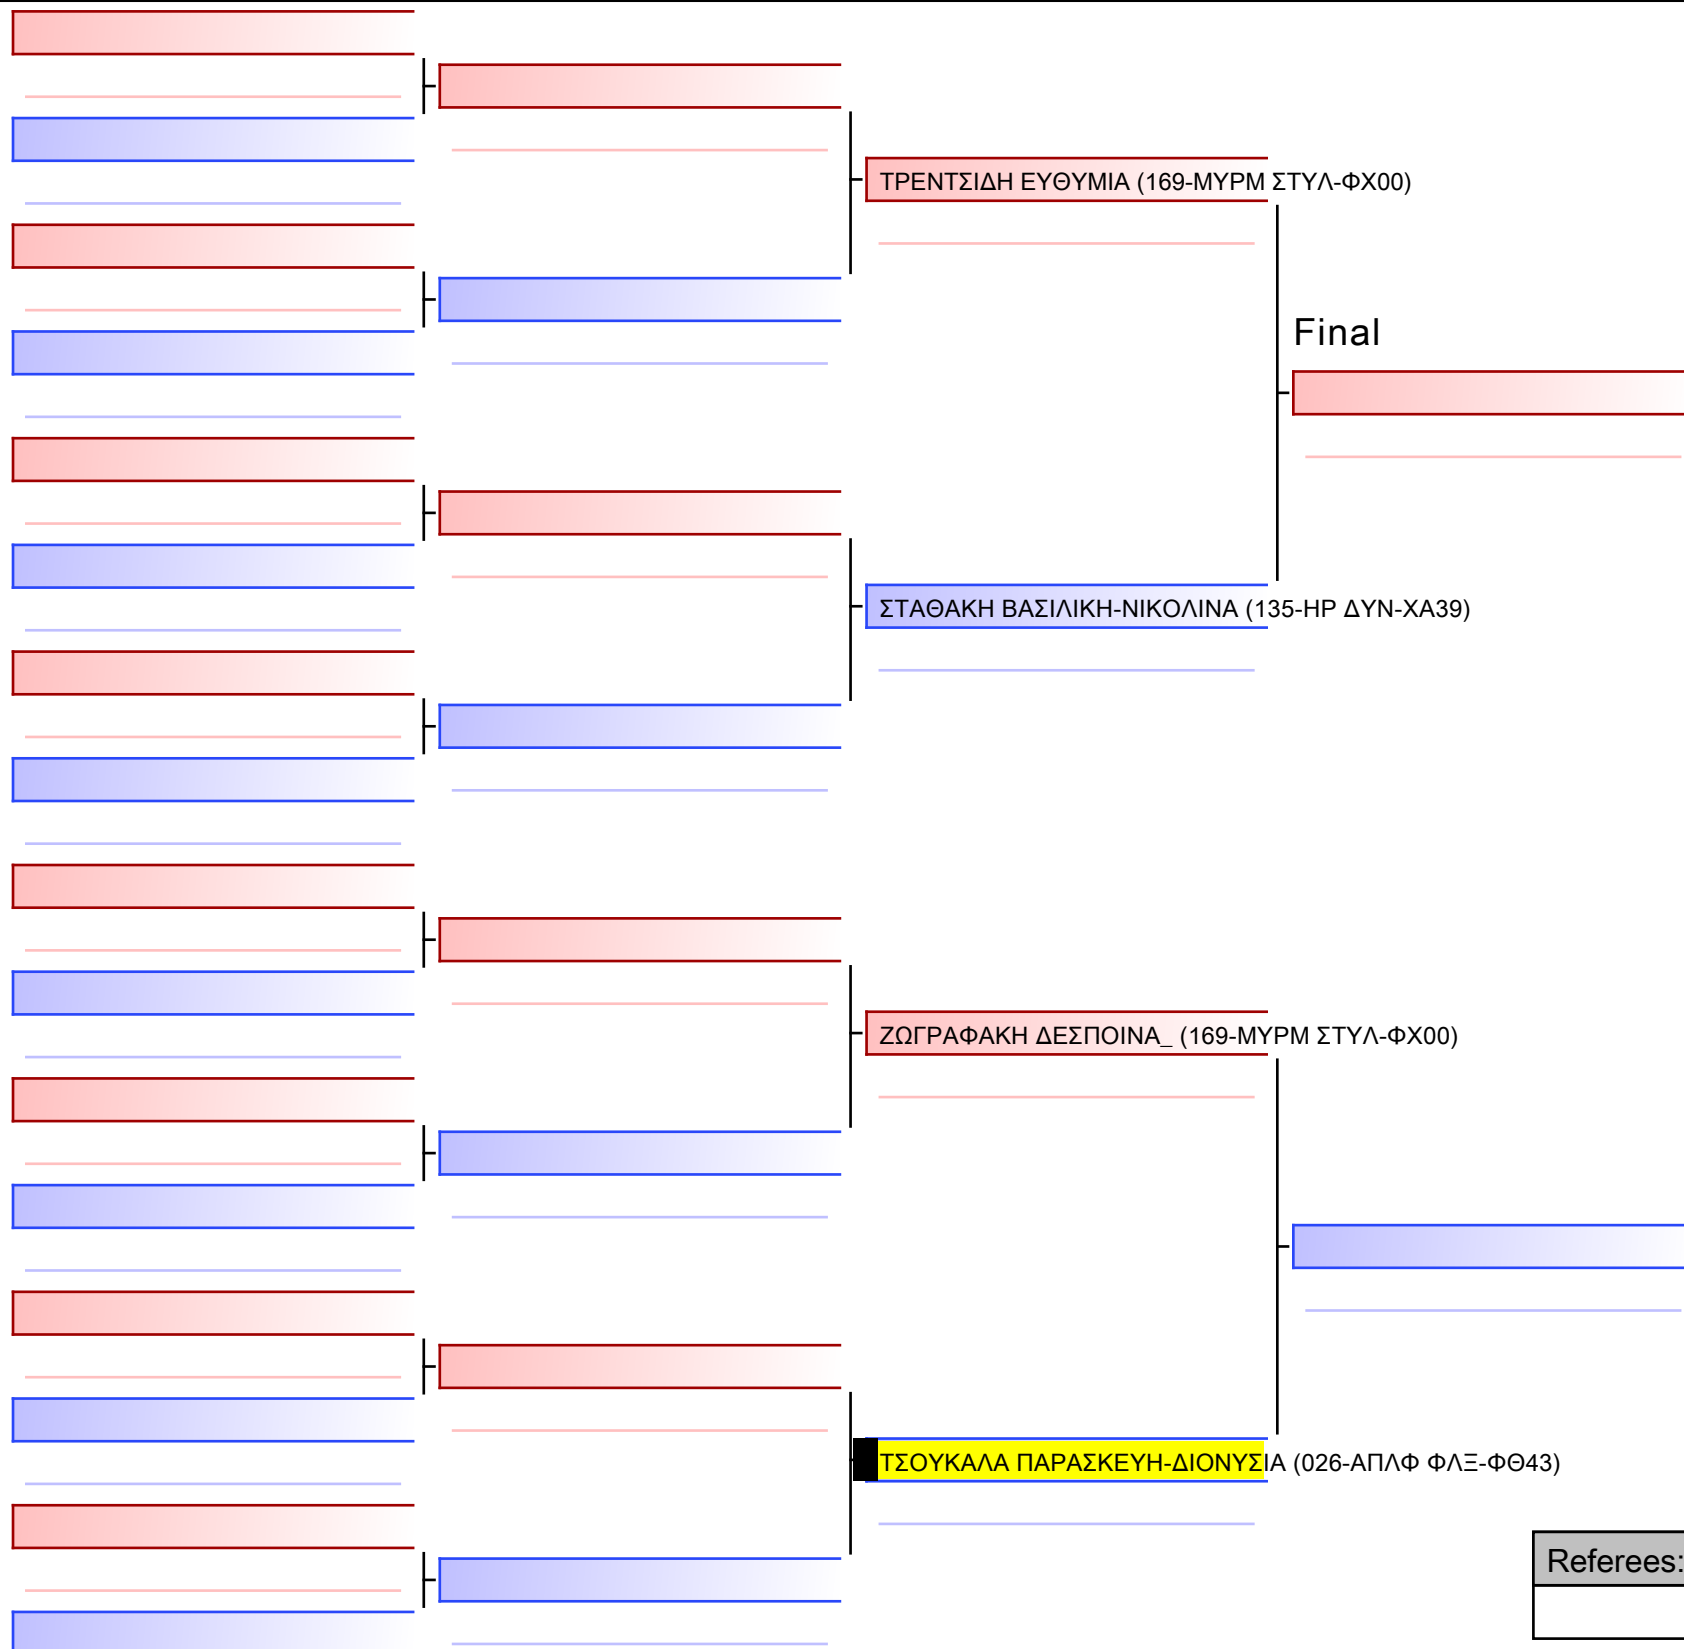 ΤΡΕΝΤΣΙΔΗ ΕΥΘΥΜΙΑ (169-ΜΥΡΜ ΣΤΥΛ-ΦΧ00)
Final
ΣΤΑΘΑΚΗ ΒΑΣΙΛΙΚΗ-ΝΙΚΟΛΙΝΑ (135-ΗΡ ΔΥΝ-ΧΑ39)
ΖΩΓΡΑΦΑΚΗ ΔΕΣΠΟΙΝΑ_ (169-ΜΥΡΜ ΣΤΥΛ-ΦΧ00)
ΤΣΟΥΚΑΛΑ ΠΑΡΑΣΚΕΥΗ-ΔΙΟΝΥΣΙΑ (026-ΑΠΛΦ ΦΛΞ-ΦΘ43)
Referees: